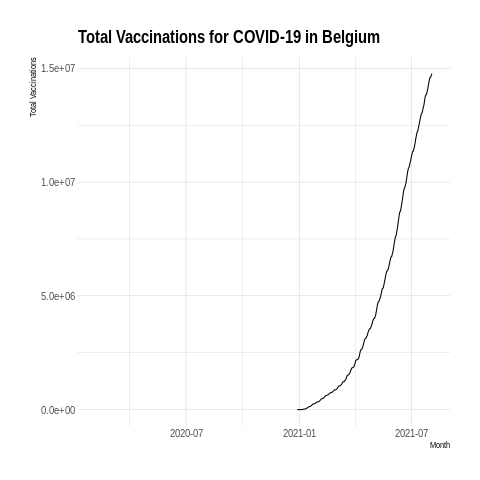 Total Vaccinations for COVID-19 in Belgium
Total Vaccinations
1.5e+07
1.0e+07
5.0e+06
0.0e+00
2020-07
2021-01
2021-07
Month